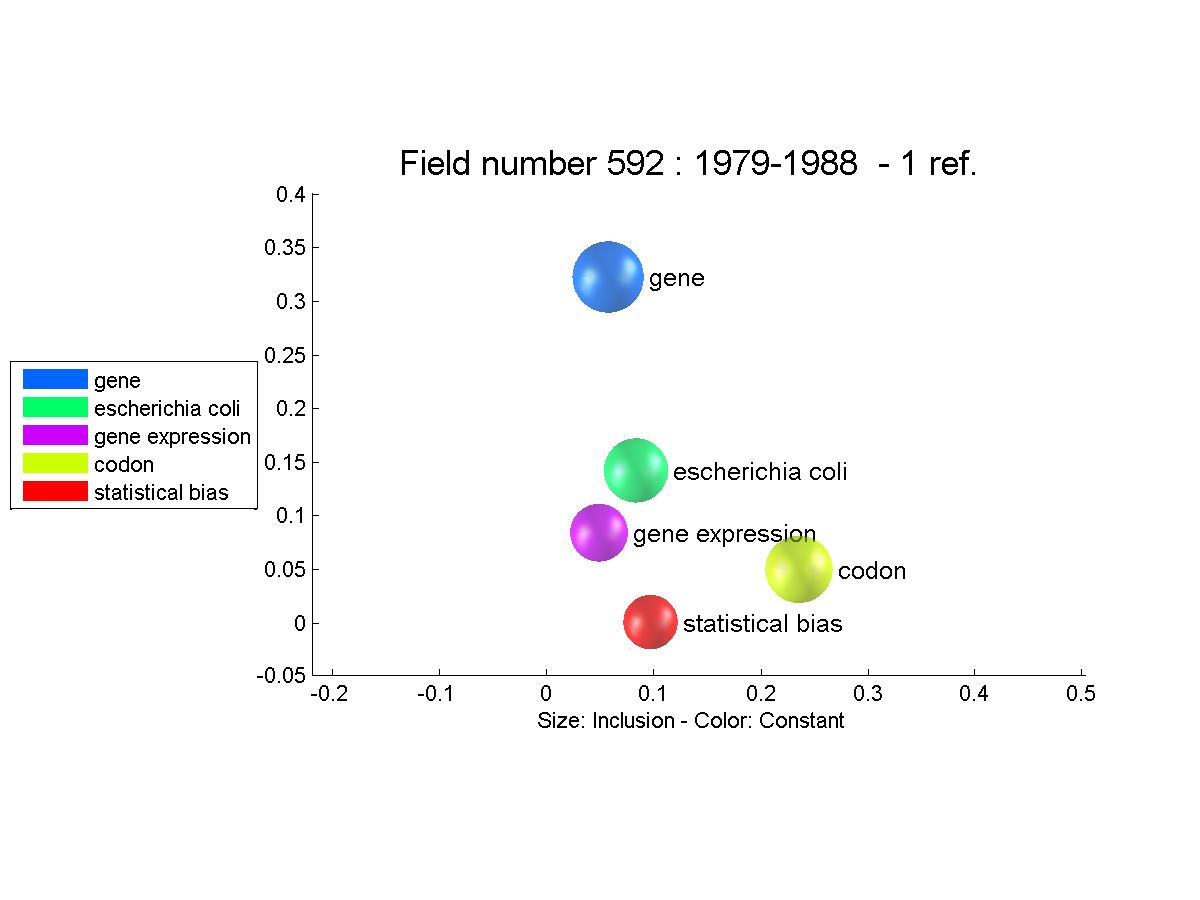 Field number 592 : 1979-1988 - 1 ref.
0.4
0.35
0.3
0.25
0.2
0.15
0.1
0.05
0
-0.05
-0.2 -0.1 0 0.1 0.2 0.3 0.4 0.5
Size: Inclusion - Color: Constant
gene
escherichia coli
gene expression
codon
statistical bias
gene
escherichia coli
gene expression
codon
statistical bias